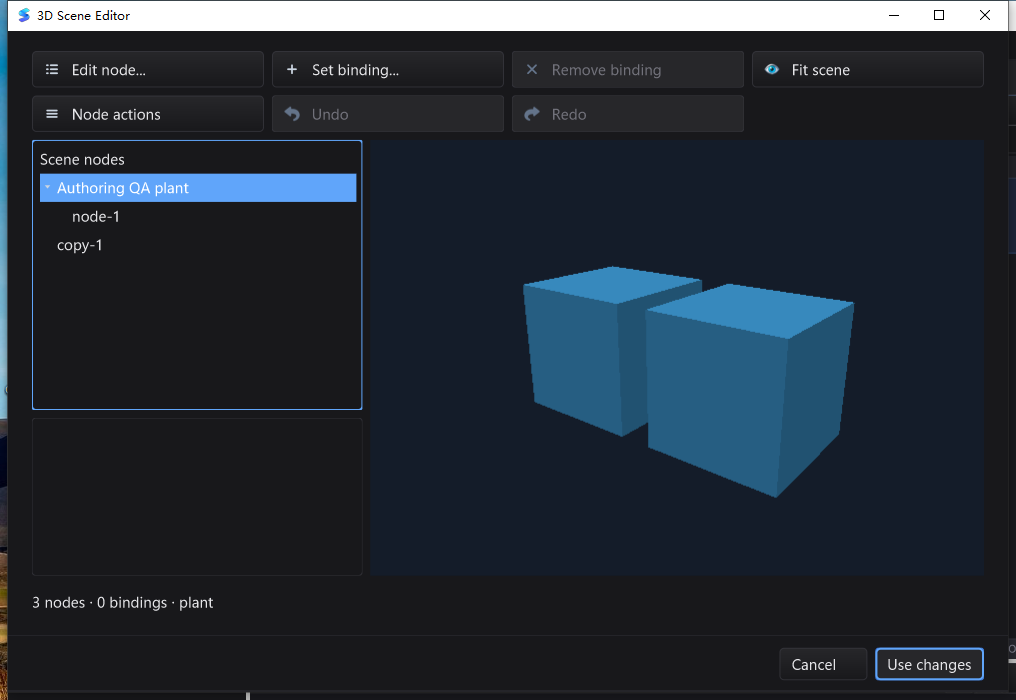 3D Scene Editor
Edit node...
Set binding...
Remove binding
Fit scene
Node actions
Undo
Redo
Scene nodes
Authoring QA plant
node-1
copy-1
3 nodes · 0 bindings · plant
Cancel
Use changes